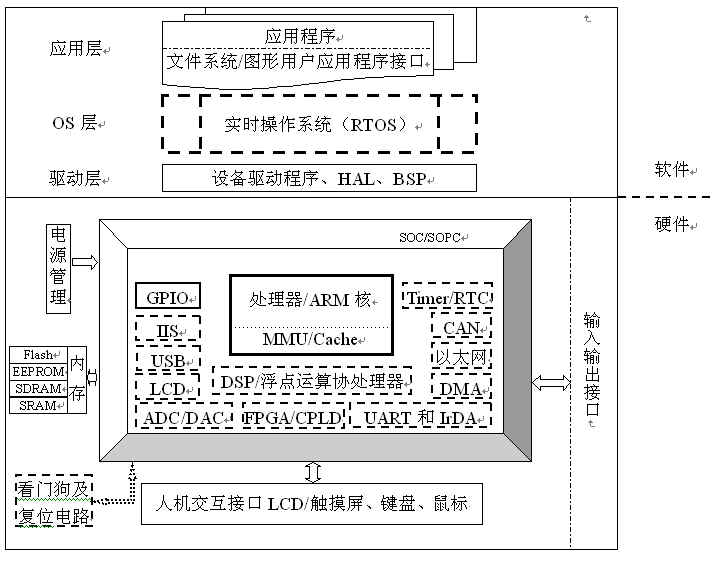 应用层
应用程序
文件系统/图形用户应用程序接口
OS 层
实时操作系统（RTOS）
驱动层
设备驱动程序、HAL、BSP
软件
硬件
电源管理
SOC/SOPC
GPIO
处理器/ARM 核
Timer/RTC
IIS
MMU/Cache
CAN
USB
以太网
LCD
DSP/浮点运算协处理器
DMA
ADC/DAC
FPGA/CPLD
UART 和 IrDA
Flash
EEPROM
SDRAM
SRAM
内存
输入输出接口
看门狗及
复位电路
人机交互接口 LCD/触摸屏、键盘、鼠标